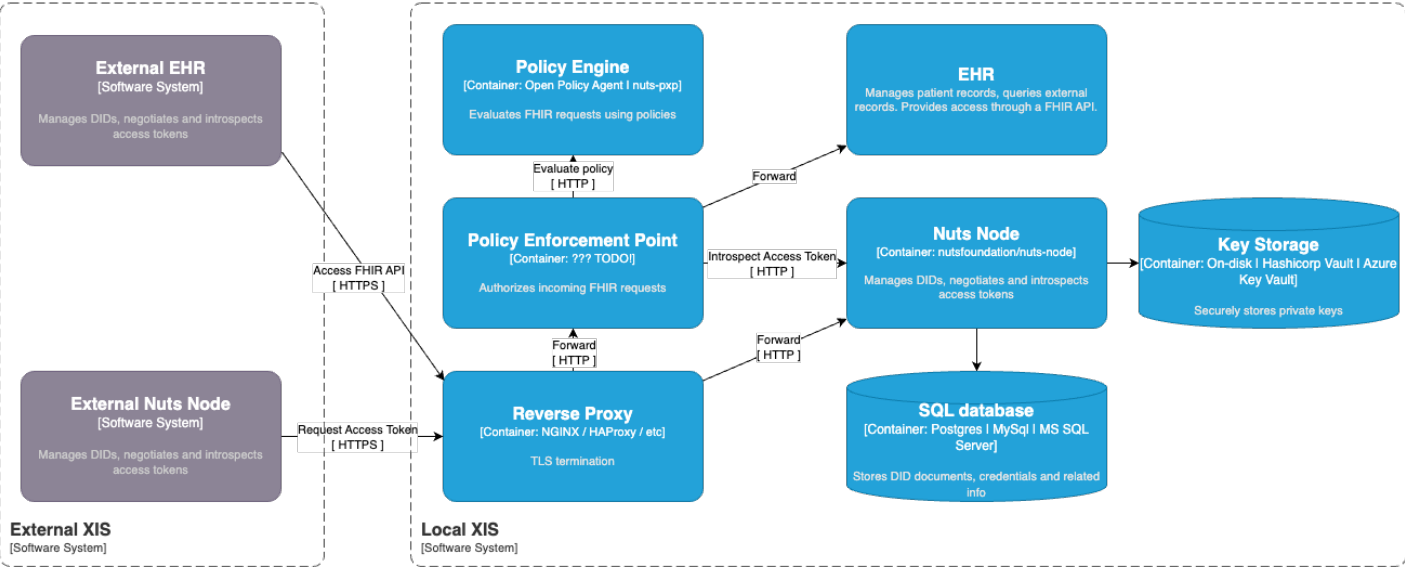 External EHR
[Software System]
Manages DIDs, negotiates and introspects
access tokens
Policy Engine
[Container: Open Policy Agent | nuts-pxp]
Evaluates FHIR requests using policies
EHR
Manages patient records, queries external
records. Provides access through a FHIR API.
Evaluate policy
[ HTTP ]
Forward
Policy Enforcement Point
[Container: ??? TODO!]
Authorizes incoming FHIR requests
Introspect Access Token
[ HTTP ]
Nuts Node
[Container: nutsfoundation/nuts-node]
Manages DIDs, negotiates and introspects
access tokens
Key Storage
[Container: On-disk | Hashicorp Vault | Azure
Key Vault]
Securely stores private keys
Access FHIR API
[ HTTPS ]
Forward
[ HTTP ]
Forward
[ HTTP ]
External Nuts Node
[Software System]
Manages DIDs, negotiates and introspects
access tokens
Request Access Token
[ HTTPS ]
Reverse Proxy
[Container: NGINX / HAProxy / etc]
TLS termination
SQL database
[Container: Postgres | MySql | MS SQL
Server]
Stores DID documents, credentials and related
info
External XIS
[Software System]
Local XIS
[Software System]